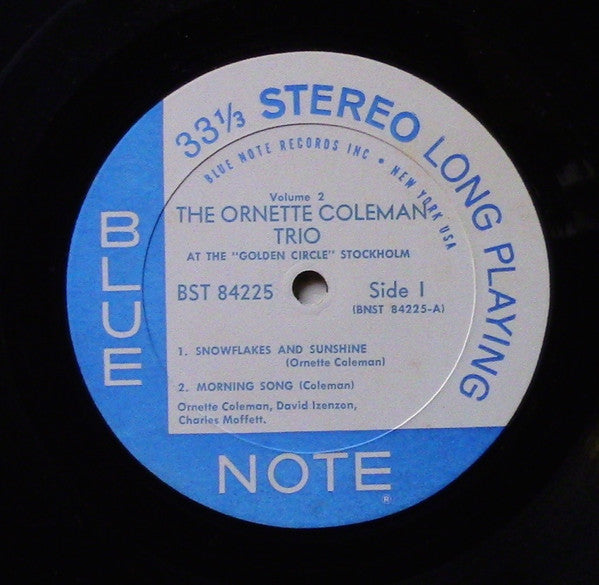 33⅓ STEREO LONG PLAYING
BLUE NOTE RECORDS INC • NEW YORK USA
Volume 2
THE ORNETTE COLEMAN
TRIO
AT THE "GOLDEN CIRCLE" STOCKHOLM
BST 84225 Side I
(BNST 84225-A)
1. SNOWFLAKES AND SUNSHINE
(Ornette Coleman)
2. MORNING SONG (Coleman)
Ornette Coleman, David Izenzon,
Charles Moffett.
BLUE
NOTE ®